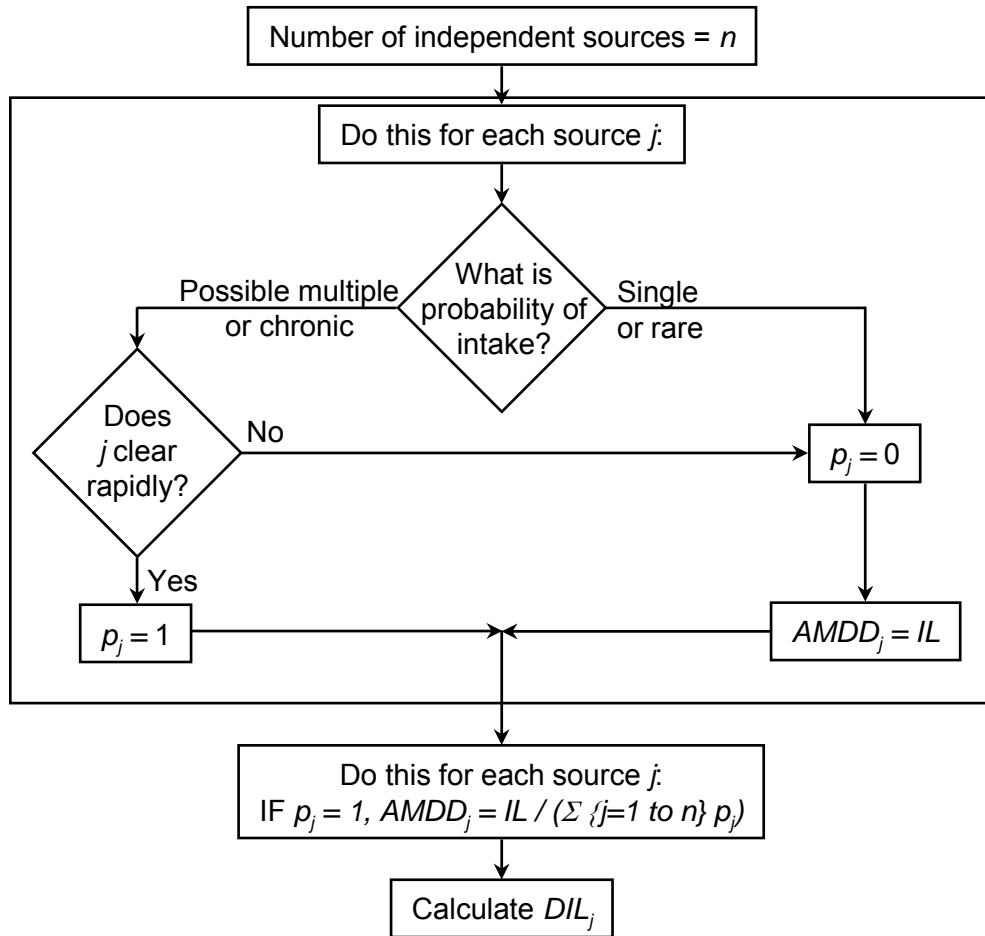 Number of independent sources = n
Do this for each source j:
What is
probability of
intake?
Possible multiple
or chronic
Single
or rare
Does
j clear
rapidly?
No
p_j = 0
Yes
p_j = 1
AMDD_j = IL
Do this for each source j:
IF p_j = 1, AMDD_j = IL / (Σ {j=1 to n} p_j)
Calculate DIL_j